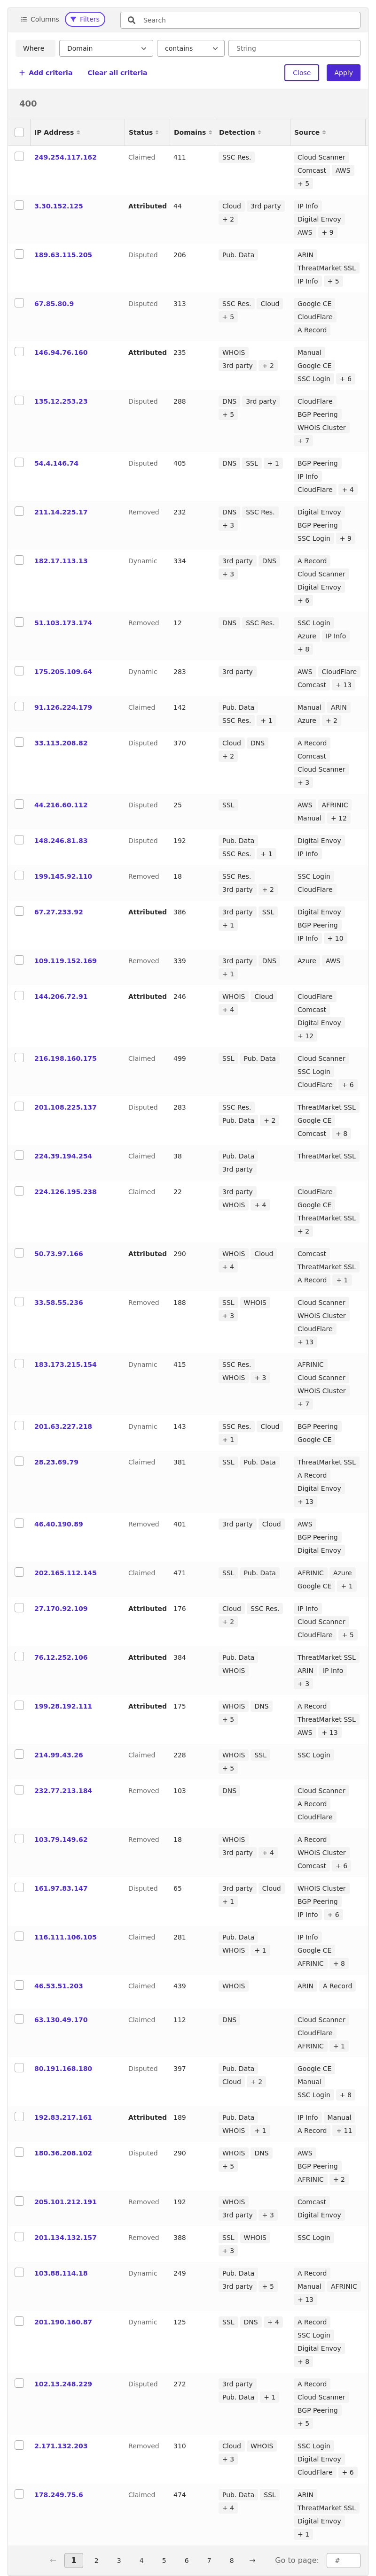 Columns Filters Search
Where Domain contains String
+ Add criteria Clear all criteria Close Apply
400
IP Address Status Domains Detection Source
249.254.117.162 Claimed 411 SSC Res. Cloud Scanner
Comcast AWS
+ 5
3.30.152.125 Attributed 44 Cloud 3rd party IP Info
+ 2 Digital Envoy
AWS + 9
189.63.115.205 Disputed 206 Pub. Data ARIN
ThreatMarket SSL
IP Info + 5
67.85.80.9 Disputed 313 SSC Res. Cloud Google CE
+ 5 CloudFlare
A Record
146.94.76.160 Attributed 235 WHOIS Manual
3rd party + 2 Google CE
SSC Login + 6
135.12.253.23 Disputed 288 DNS 3rd party CloudFlare
+ 5 BGP Peering
WHOIS Cluster
+ 7
54.4.146.74 Disputed 405 DNS SSL + 1 BGP Peering
IP Info
CloudFlare + 4
211.14.225.17 Removed 232 DNS SSC Res. Digital Envoy
+ 3 BGP Peering
SSC Login + 9
182.17.113.13 Dynamic 334 3rd party DNS A Record
+ 3 Cloud Scanner
Digital Envoy
+ 6
51.103.173.174 Removed 12 DNS SSC Res. SSC Login
Azure IP Info
+ 8
175.205.109.64 Dynamic 283 3rd party AWS CloudFlare
Comcast + 13
91.126.224.179 Claimed 142 Pub. Data Manual ARIN
SSC Res. + 1 Azure + 2
33.113.208.82 Disputed 370 Cloud DNS A Record
+ 2 Comcast
Cloud Scanner
+ 3
44.216.60.112 Disputed 25 SSL AWS AFRINIC
Manual + 12
148.246.81.83 Disputed 192 Pub. Data Digital Envoy
SSC Res. + 1 IP Info
199.145.92.110 Removed 18 SSC Res. SSC Login
3rd party + 2 CloudFlare
67.27.233.92 Attributed 386 3rd party SSL Digital Envoy
+ 1 BGP Peering
IP Info + 10
109.119.152.169 Removed 339 3rd party DNS Azure AWS
+ 1
144.206.72.91 Attributed 246 WHOIS Cloud CloudFlare
+ 4 Comcast
Digital Envoy
+ 12
216.198.160.175 Claimed 499 SSL Pub. Data Cloud Scanner
SSC Login
CloudFlare + 6
201.108.225.137 Disputed 283 SSC Res. ThreatMarket SSL
Pub. Data + 2 Google CE
Comcast + 8
224.39.194.254 Claimed 38 Pub. Data ThreatMarket SSL
3rd party
224.126.195.238 Claimed 22 3rd party CloudFlare
WHOIS + 4 Google CE
ThreatMarket SSL
+ 2
50.73.97.166 Attributed 290 WHOIS Cloud Comcast
+ 4 ThreatMarket SSL
A Record + 1
33.58.55.236 Removed 188 SSL WHOIS Cloud Scanner
+ 3 WHOIS Cluster
CloudFlare
+ 13
183.173.215.154 Dynamic 415 SSC Res. AFRINIC
WHOIS + 3 Cloud Scanner
WHOIS Cluster
+ 7
201.63.227.218 Dynamic 143 SSC Res. Cloud BGP Peering
+ 1 Google CE
28.23.69.79 Claimed 381 SSL Pub. Data ThreatMarket SSL
A Record
Digital Envoy
+ 13
46.40.190.89 Removed 401 3rd party Cloud AWS
BGP Peering
Digital Envoy
202.165.112.145 Claimed 471 SSL Pub. Data AFRINIC Azure
Google CE + 1
27.170.92.109 Attributed 176 Cloud SSC Res. IP Info
+ 2 Cloud Scanner
CloudFlare + 5
76.12.252.106 Attributed 384 Pub. Data ThreatMarket SSL
WHOIS ARIN IP Info
+ 3
199.28.192.111 Attributed 175 WHOIS DNS A Record
+ 5 ThreatMarket SSL
AWS + 13
214.99.43.26 Claimed 228 WHOIS SSL SSC Login
+ 5
232.77.213.184 Removed 103 DNS Cloud Scanner
A Record
CloudFlare
103.79.149.62 Removed 18 WHOIS A Record
3rd party + 4 WHOIS Cluster
Comcast + 6
161.97.83.147 Disputed 65 3rd party Cloud WHOIS Cluster
+ 1 BGP Peering
IP Info + 6
116.111.106.105 Claimed 281 Pub. Data IP Info
WHOIS + 1 Google CE
AFRINIC + 8
46.53.51.203 Claimed 439 WHOIS ARIN A Record
63.130.49.170 Claimed 112 DNS Cloud Scanner
CloudFlare
AFRINIC + 1
80.191.168.180 Disputed 397 Pub. Data Google CE
Cloud + 2 Manual
SSC Login + 8
192.83.217.161 Attributed 189 Pub. Data IP Info Manual
WHOIS + 1 A Record + 11
180.36.208.102 Disputed 290 WHOIS DNS AWS
+ 5 BGP Peering
AFRINIC + 2
205.101.212.191 Removed 192 WHOIS Comcast
3rd party + 3 Digital Envoy
201.134.132.157 Removed 388 SSL WHOIS SSC Login
+ 3
103.88.114.18 Dynamic 249 Pub. Data A Record
3rd party + 5 Manual AFRINIC
+ 13
201.190.160.87 Dynamic 125 SSL DNS + 4 A Record
SSC Login
Digital Envoy
+ 8
102.13.248.229 Disputed 272 3rd party A Record
Pub. Data + 1 Cloud Scanner
BGP Peering
+ 5
2.171.132.203 Removed 310 Cloud WHOIS SSC Login
+ 3 Digital Envoy
CloudFlare + 6
178.249.75.6 Claimed 474 Pub. Data SSL ARIN
+ 4 ThreatMarket SSL
Digital Envoy
+ 1
← 1 2 3 4 5 6 7 8 → Go to page: #